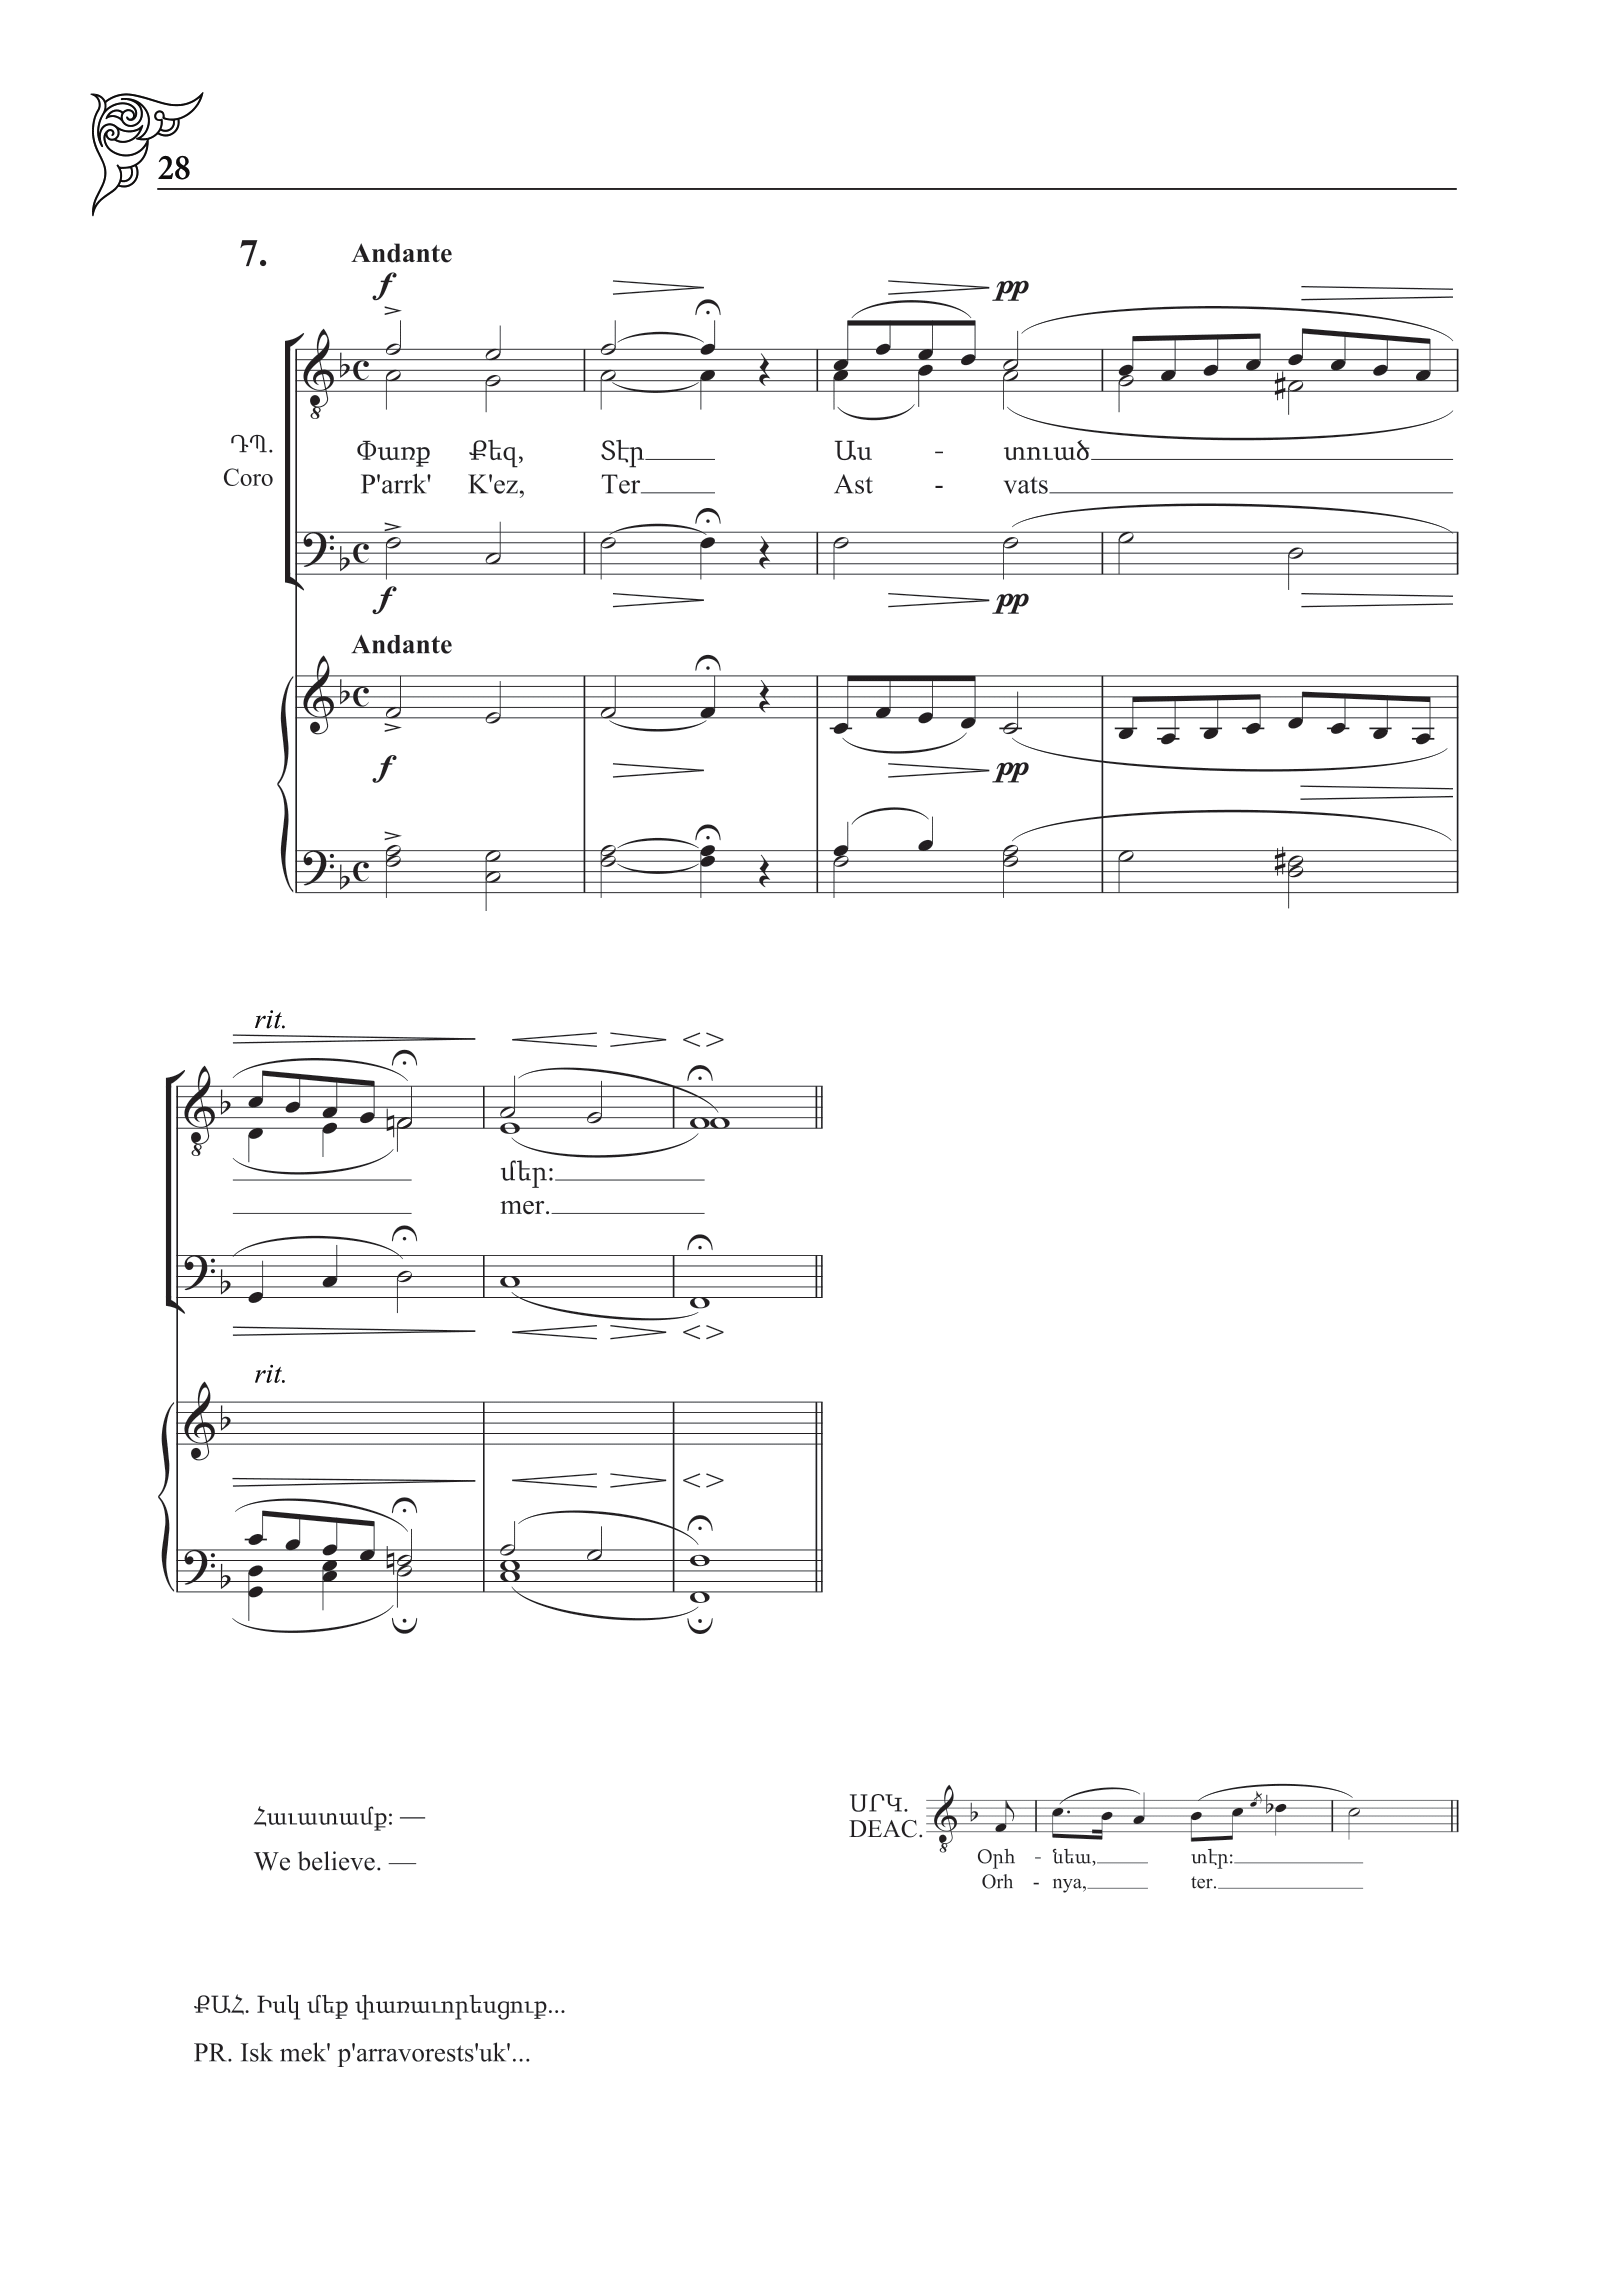 28
7. Andante
f
pp
ԴՊ. Փառք Քեզ, Տէր Աս - տուած
Coro P'arrk' K'ez, Ter Ast - vats
f
pp
Andante
f
pp
rit.
մեր:
mer.
rit.
Հաւատամք: —
We believe. —
ՍՐԿ.
DEAC.
Օրհ - նեա, տէր:
Orh - nya, ter.
ՔԱՀ. Իսկ մեք փառաւորեսցուք...
PR. Isk mek' p'arravorests'uk'...